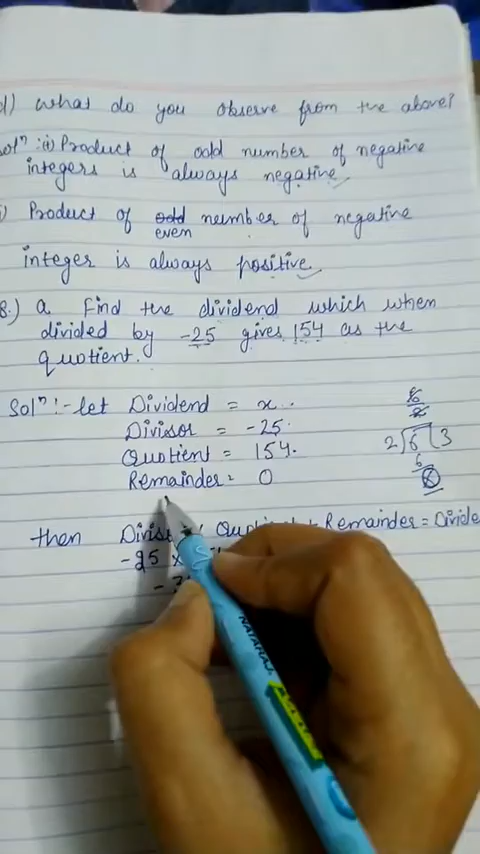 d) What do you observe from the above?
Solⁿ :ii) Product of odd number of negative
integers is always negative
i) Product of odd number of negative
even
integer is always positive
8.) a Find the dividend which when
divided by -25 gives 154 as the
quotient.
Solⁿ :- let Dividend = x
Divisor = -25
Quotient = 154.
Remainder = 0
2)6(3
6
then Divisor Quotient + Remainder = Divide
-25 ×
NATARAJ